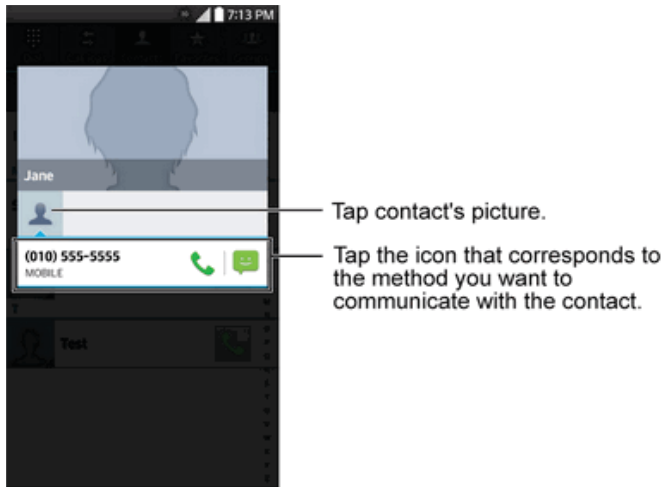 7:13 PM
Jane
Tap contact's picture.
(010) 555-5555
MOBILE
Tap the icon that corresponds to
the method you want to
communicate with the contact.
T
Test